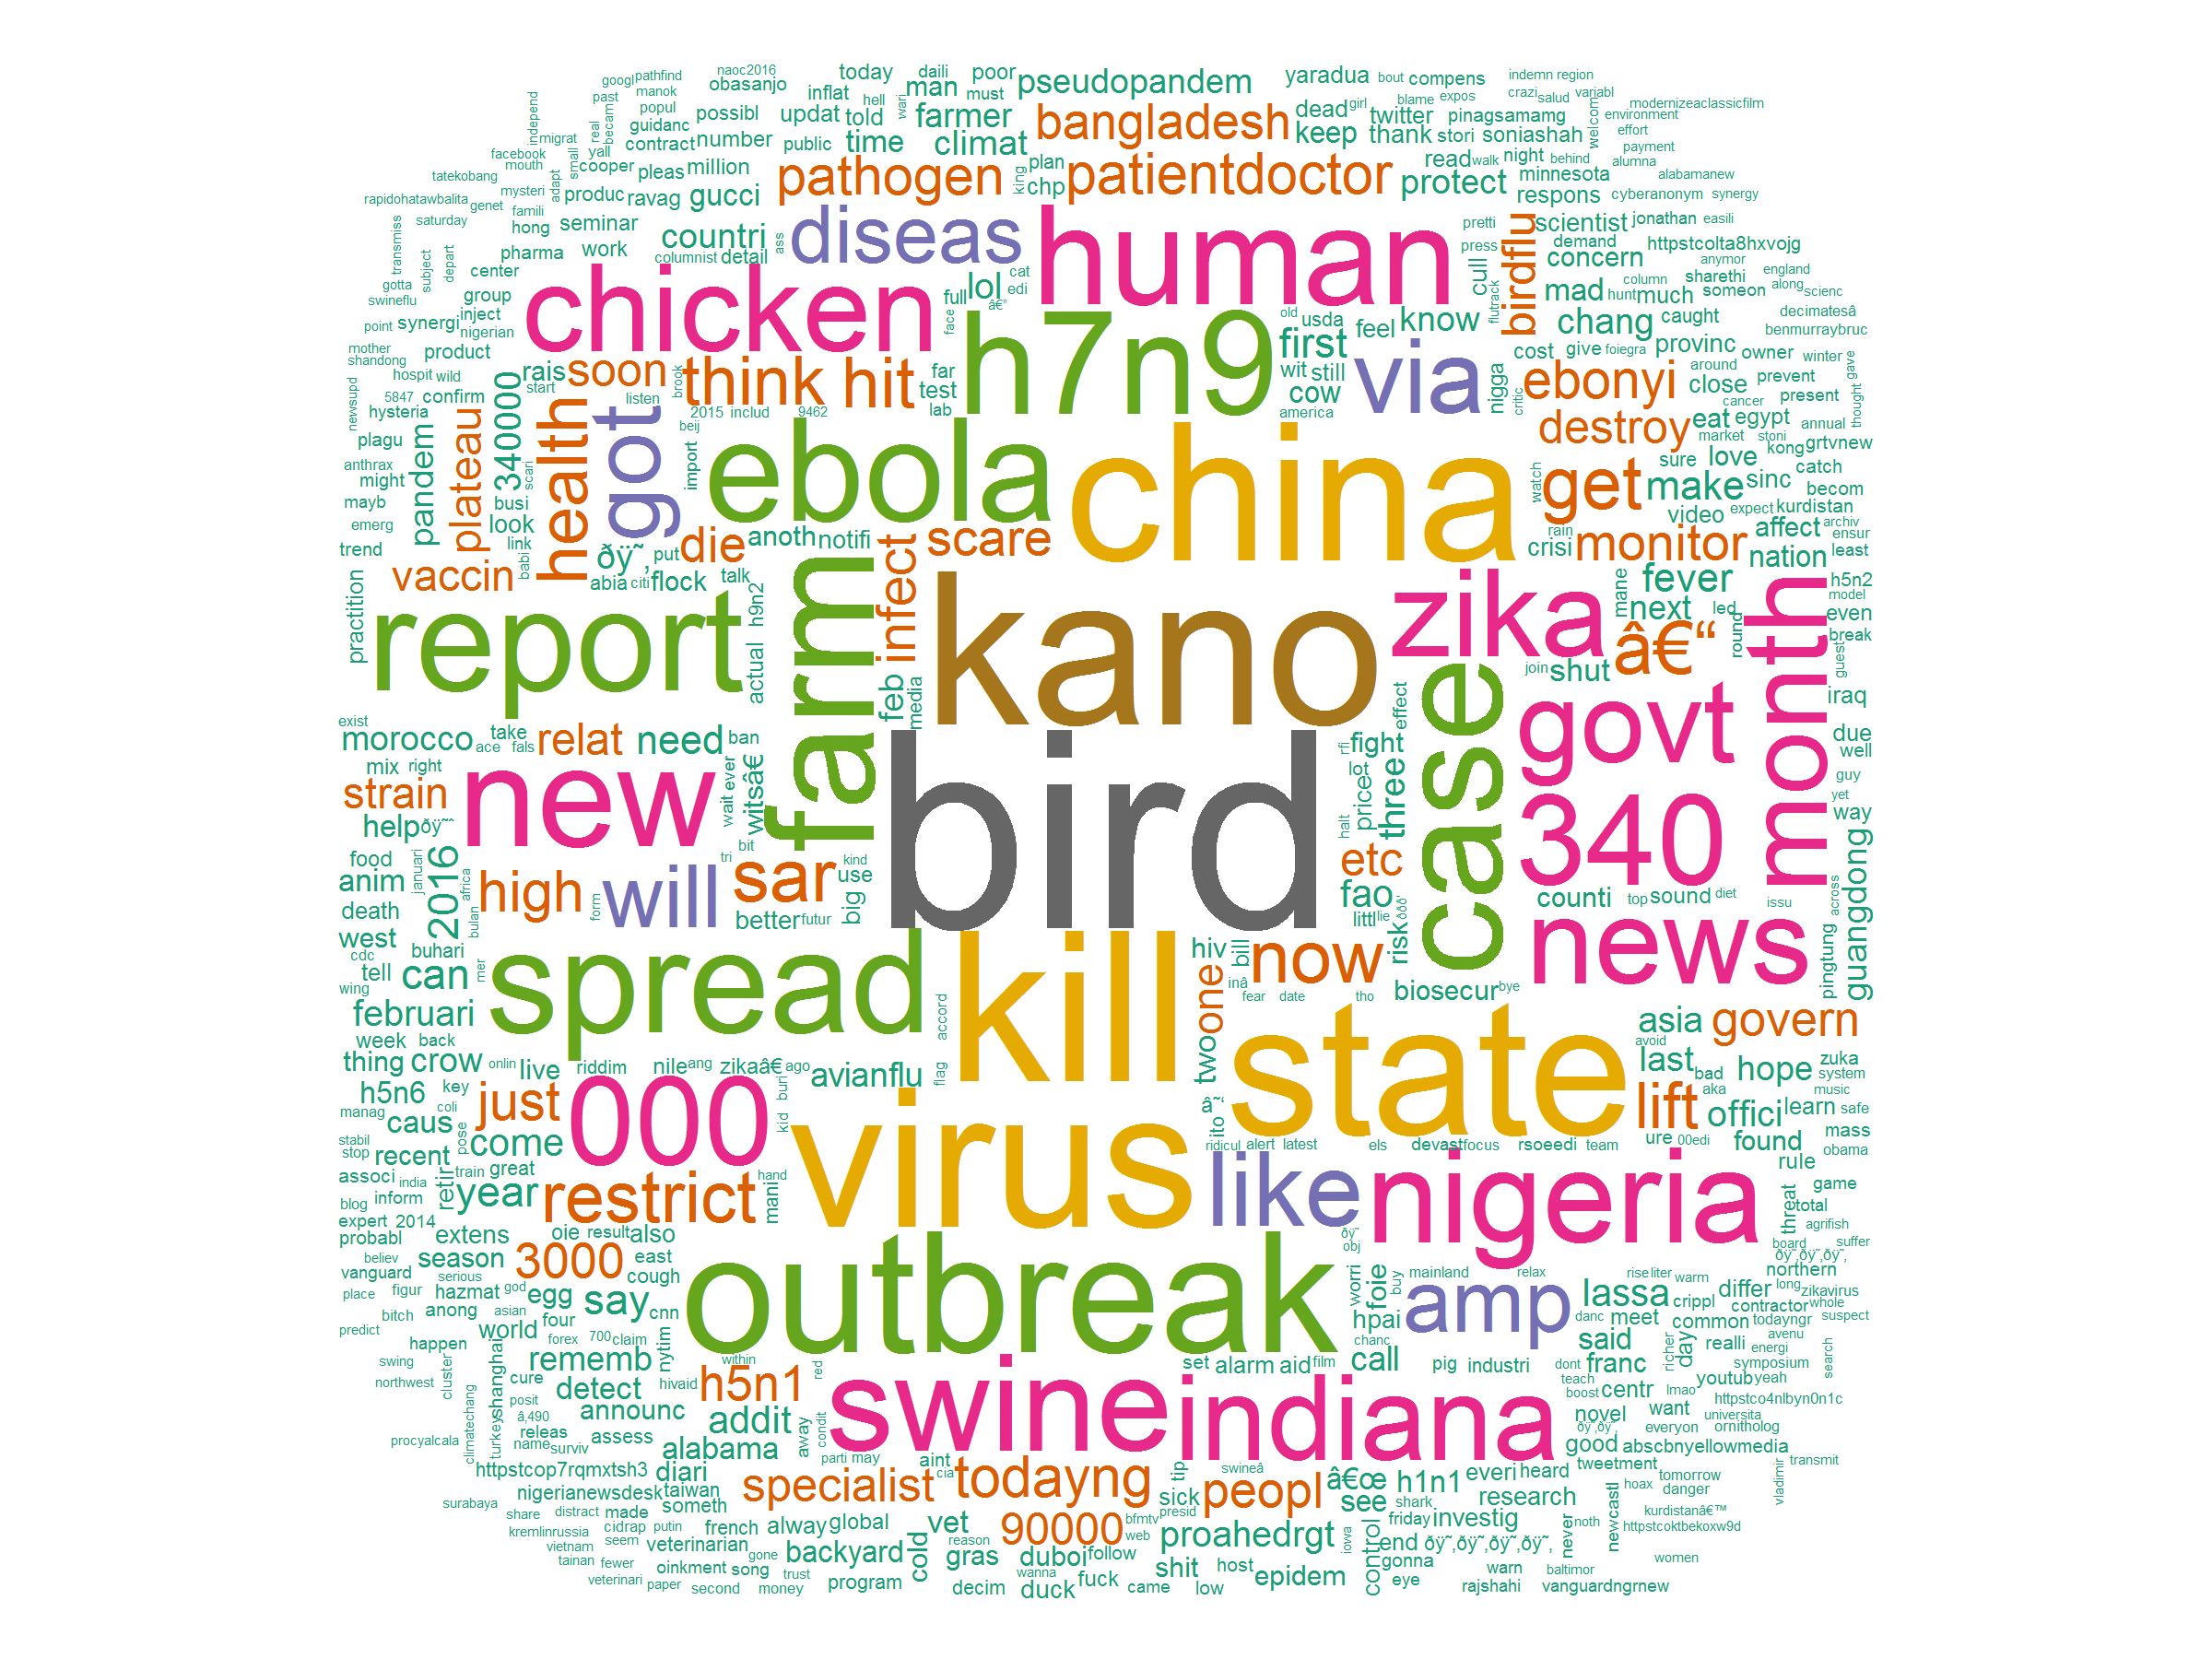 googl pathfind naoc2016 today daili poor pseudopandem yaradua bout compens indemn region
past manok obasanjo inflat man must dead girl blame expos crazi salud variabl
independ real becam popul possibl updat told hell wari farmer bangladesh twitter pinagsamamg welcom modernizeaclassicfilm
migrat guidanc number time climat keep thank stori soniashah environment effort
facebook small yall contract public pathogen patientdoctor read walk night behind payment
tatekobang mouth adapt cooper pleas million king plan chp protect minnesota alumna alabamanew
rapidohatawbalita mysteri produc ravag gucci respons cyberanonym synergy
genet famili seminar diseas human pretti scientist jonathan easili
transmiss saturday hong countri ass press birdflu demand httpstcolta8hxvojg
subject depart pharma work columnist detail cat concern anymor
gotta center chicken lol edi cull column sharethi england
swineflu group full â€" h7n9 mad hunt much someon along scienc
point synergi inject face old usda feel know flutrack chang caught decimatesâ
mother nigerian first via provinc benmurraybruc
shandong product rais soon think hit far wit still cost give foiegra owner winter
hospit wild start brook test cow nigga ebonyi around close prevent gave
newsupd 5847 confirm 340000 listen lab critic cancer present thought
hysteria plateau health got 2015 includ 9462 america destroy eat egypt annual
plagu pandem beij ebola china market stoni kong grtvnew
anthrax scari import get sure love catch
might busi watch make sinc becom
mayb look video expect kurdistan
emerg link die anoth notifi scare rain crisi monitor affect archiv
trend babi ðÿ˜‚ put nation ensur least
vaccin abia citi flock talk infect fever h5n2
practition report h9n2 farm kano zika mane next led month model
actual round even break
â€“ guest
feb join shut
media case effect iraq
exist take govt
morocco ace fals relat need ban rfi fight due
mix right new wait ever witsâ€ bird lot well
strain price three guy
help ðÿ˜ˆ halt 340 yet
bit way
food januari 2016 tri kind etc guangdong
anim africa high will sar use fao
death form big counti top sound diet across
west buhari bulan better futur littl lie ððð' issu
cdc spread kill hiv bill risk news pingtung
tell can mer now
wing inâ biosecur bye
februari accord twoone fear date tho state asia govern
week back avoid
thing crow onlin live riddim nile ang zikaâ€ ago avianflu flag last bad hope zuka
h5n6 key just 000 buri virus aka system
manag coli â˜† lift music
caus kid ito offici learn safe
stabil pose come ridicul alert latest els devast focus rsoeedi team ure 00edi found mass
stop recent train great like nigeria obama
associ india retir year restrict hand rule
blog inform mani threat game
expert 2014 total
probabl extens oie result also outbreak ðÿ˜ agrifish
believ season 3000 east obj board suffer
vanguard serious cough amp mainland relax rise liter warm ðÿ˜‚ðÿ˜‚ðÿ˜‚
place figur hazmat god egg say worri foie buy lassa differ long northern
bitch anong asian four cnn hpai crippl contractor zikavirus whole
predict world forex 700 claim chanc danc meet common todayngr suspect
happen rememb nytim within set alarm aid film call pig industri said day avenu
swing shanghai cure hivaid h5n1 red swine indiana dont franc richer realli energi search
northwest cluster detect teach symposium
posit boost centr lmao youtub yeah
climatechang turkey â‚490 announc addit condit novel want httpstco4nlbyn0n1c
releas away universita
procyalcala name surviv assess alabama everyon ornitholog
parti may aint ðÿ˜‚ðÿ˜‚ good abscbnyellowmedia
httpstcop7rqmxtsh3 diari specialist cia todayng swineâ tip peopl â€œ h1n1 everi heard tweetment transmit
nigerianewsdesk taiwan sick see research hoax tomorrow vladimir
surabaya distract made someth shark danger
share cidrap french alway global vet bfmtv presid friday investig kurdistanâ€™
kremlinrussia putin 90000 web proahedrgt never newcastl noth httpstcoktbekoxw9d
vietnam seem veterinarian backyard cold reason iowa control end ðÿ˜‚ðÿ˜‚ðÿ˜‚ðÿ˜‚
tainan fewer oinkment gone song gras duboi follow gonna warn women
veterinari paper trust program wanna shit host epidem eye baltimor
second money decim duck fuck came low rajshahi vanguardngrnew